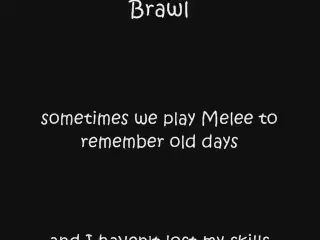 Brawl
sometimes we play Melee to
remember old days
and I haven't lost my skills